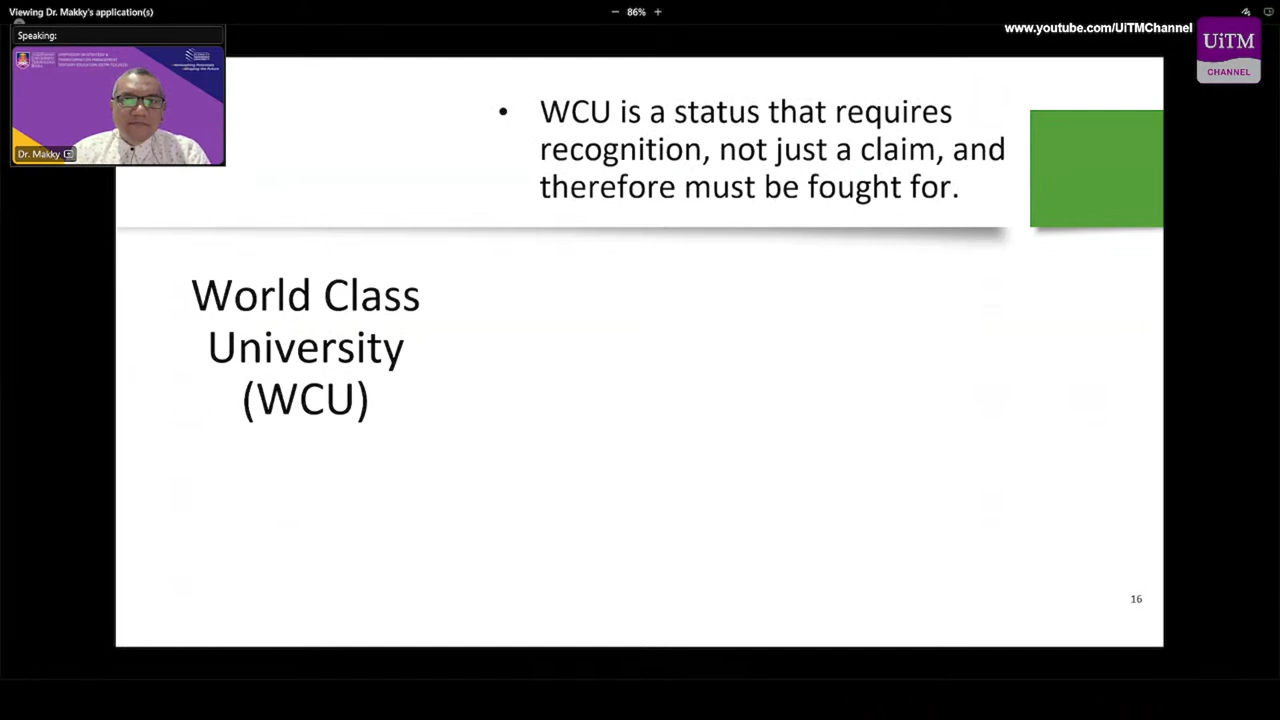 Viewing Dr. Makky's application(s)
86%
www.youtube.com/UiTMChannel
UiTM
CHANNEL
Speaking:
Dr. Makky
• WCU is a status that requires
recognition, not just a claim, and
therefore must be fought for.
World Class
University
(WCU)
16